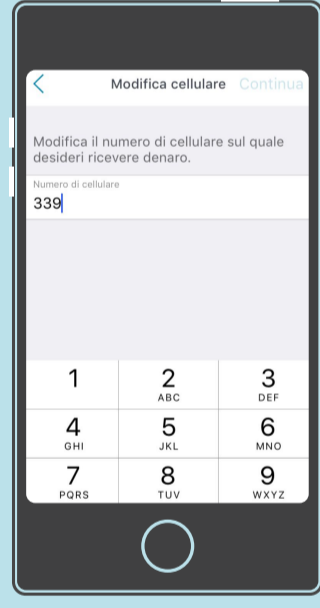 Modifica cellulare Continua
Modifica il numero di cellulare sul quale
desideri ricevere denaro.
Numero di cellulare
339
1 2 3
ABC DEF
4 5 6
GHI JKL MNO
7 8 9
PQRS TUV WXYZ